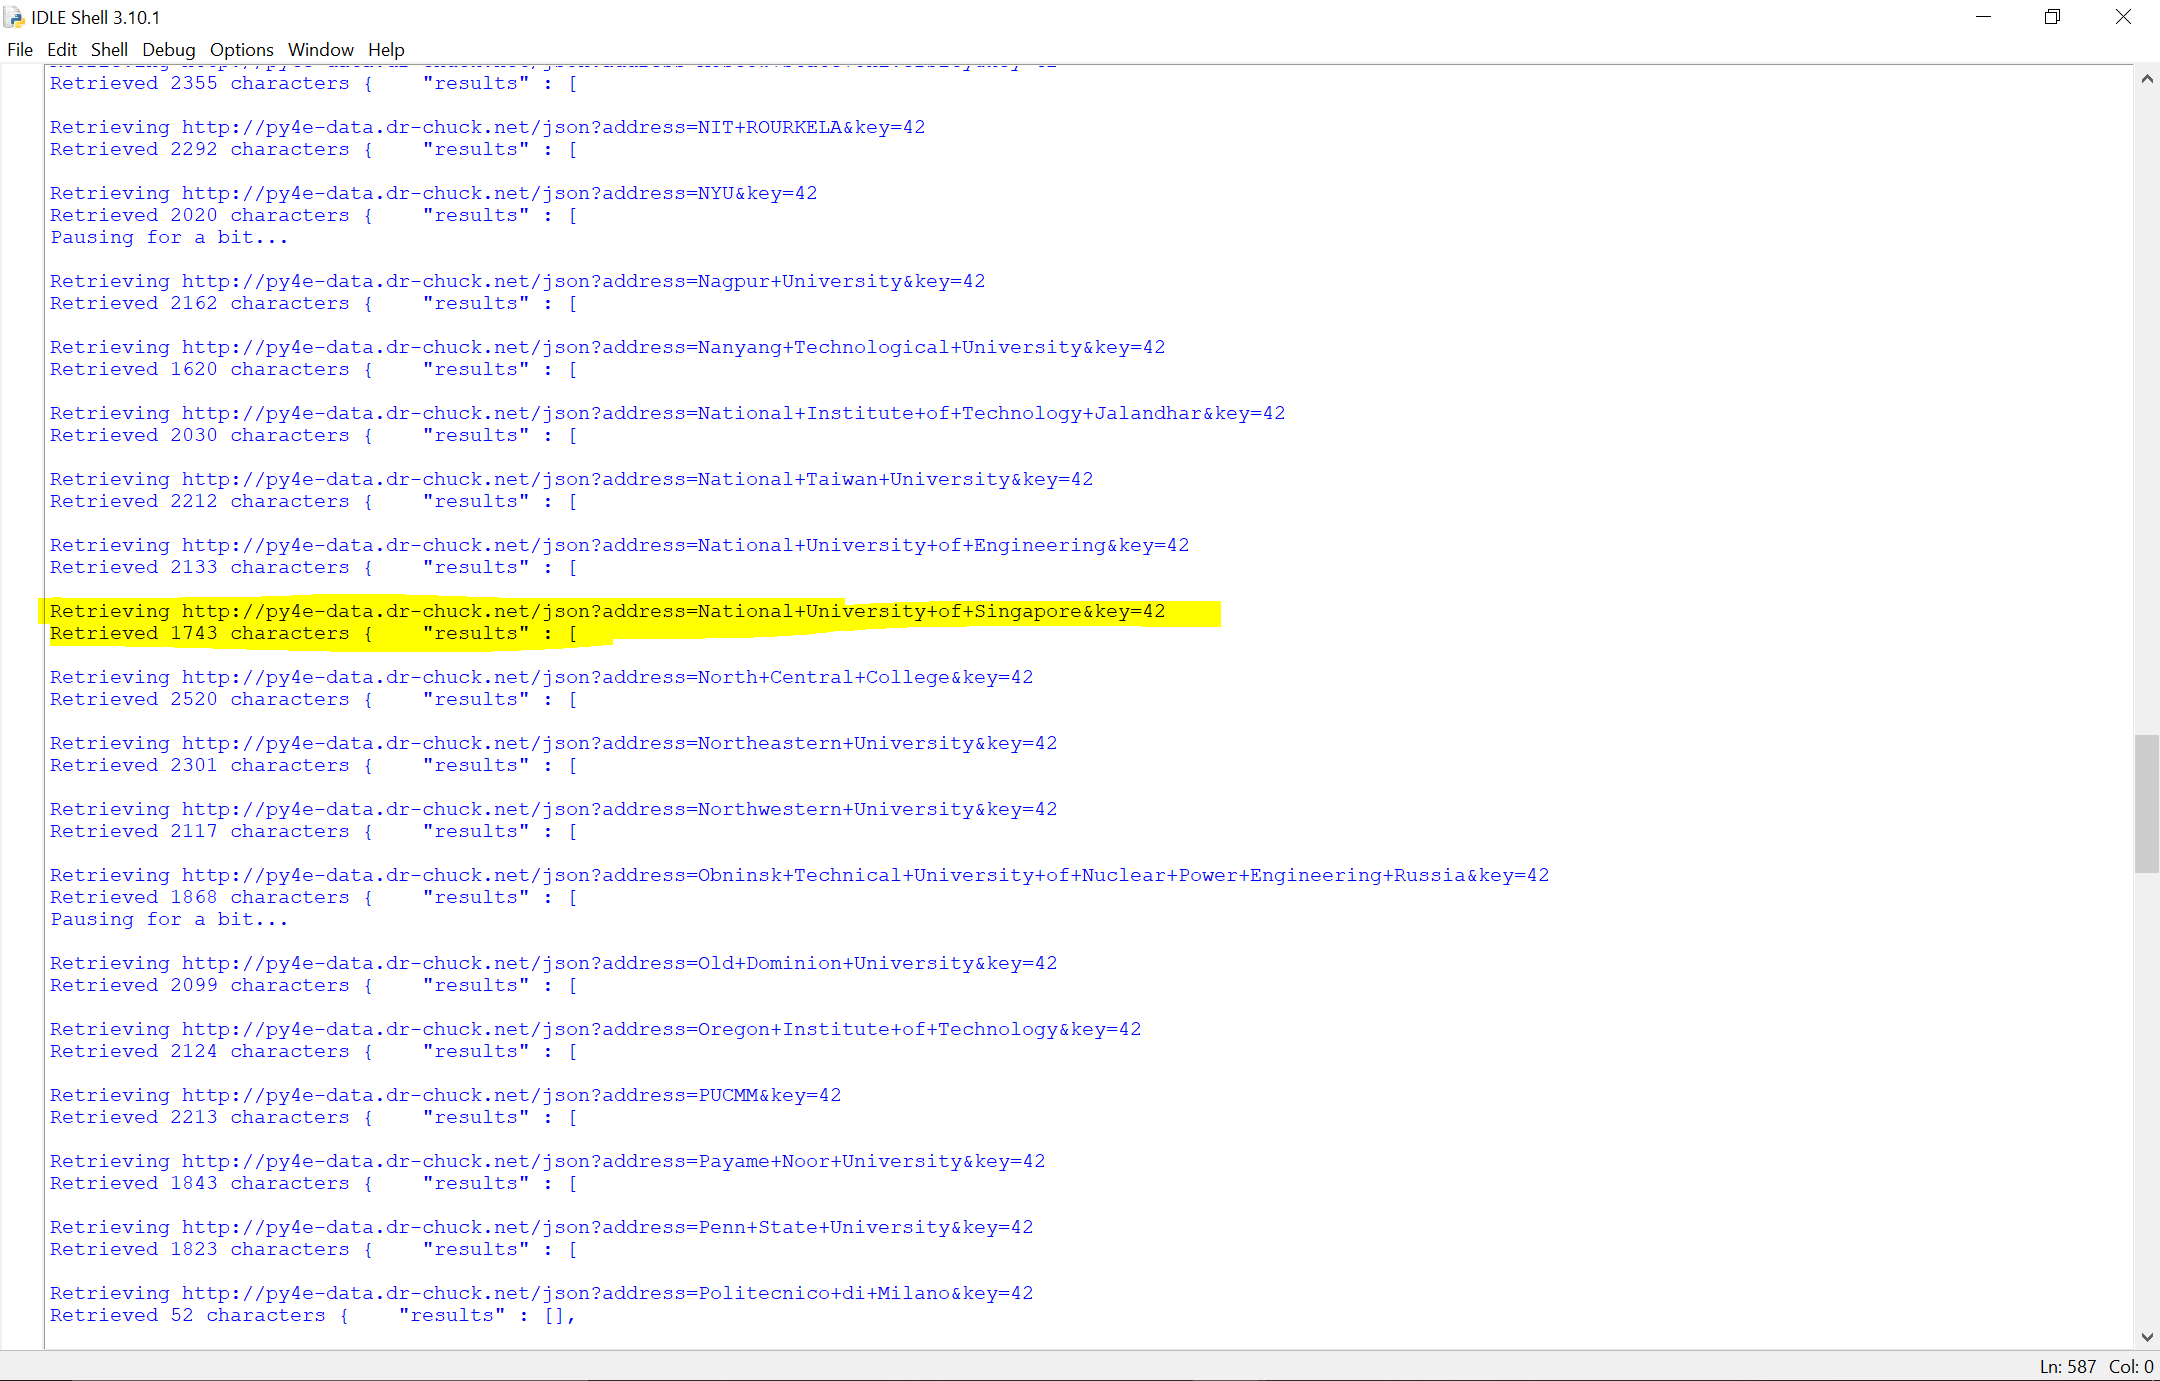 IDLE Shell 3.10.1
File Edit Shell Debug Options Window Help
Retrieved 2355 characters {    "results" : [
Retrieving http://py4e-data.dr-chuck.net/json?address=NIT+ROURKELA&key=42
Retrieved 2292 characters {    "results" : [
Retrieving http://py4e-data.dr-chuck.net/json?address=NYU&key=42
Retrieved 2020 characters {    "results" : [
Pausing for a bit...
Retrieving http://py4e-data.dr-chuck.net/json?address=Nagpur+University&key=42
Retrieved 2162 characters {    "results" : [
Retrieving http://py4e-data.dr-chuck.net/json?address=Nanyang+Technological+University&key=42
Retrieved 1620 characters {    "results" : [
Retrieving http://py4e-data.dr-chuck.net/json?address=National+Institute+of+Technology+Jalandhar&key=42
Retrieved 2030 characters {    "results" : [
Retrieving http://py4e-data.dr-chuck.net/json?address=National+Taiwan+University&key=42
Retrieved 2212 characters {    "results" : [
Retrieving http://py4e-data.dr-chuck.net/json?address=National+University+of+Engineering&key=42
Retrieved 2133 characters {    "results" : [
Retrieving http://py4e-data.dr-chuck.net/json?address=National+University+of+Singapore&key=42
Retrieved 1743 characters {    "results" : [
Retrieving http://py4e-data.dr-chuck.net/json?address=North+Central+College&key=42
Retrieved 2520 characters {    "results" : [
Retrieving http://py4e-data.dr-chuck.net/json?address=Northeastern+University&key=42
Retrieved 2301 characters {    "results" : [
Retrieving http://py4e-data.dr-chuck.net/json?address=Northwestern+University&key=42
Retrieved 2117 characters {    "results" : [
Retrieving http://py4e-data.dr-chuck.net/json?address=Obninsk+Technical+University+of+Nuclear+Power+Engineering+Russia&key=42
Retrieved 1868 characters {    "results" : [
Pausing for a bit...
Retrieving http://py4e-data.dr-chuck.net/json?address=Old+Dominion+University&key=42
Retrieved 2099 characters {    "results" : [
Retrieving http://py4e-data.dr-chuck.net/json?address=Oregon+Institute+of+Technology&key=42
Retrieved 2124 characters {    "results" : [
Retrieving http://py4e-data.dr-chuck.net/json?address=PUCMM&key=42
Retrieved 2213 characters {    "results" : [
Retrieving http://py4e-data.dr-chuck.net/json?address=Payame+Noor+University&key=42
Retrieved 1843 characters {    "results" : [
Retrieving http://py4e-data.dr-chuck.net/json?address=Penn+State+University&key=42
Retrieved 1823 characters {    "results" : [
Retrieving http://py4e-data.dr-chuck.net/json?address=Politecnico+di+Milano&key=42
Retrieved 52 characters {    "results" : [],
Ln: 587 Col: 0